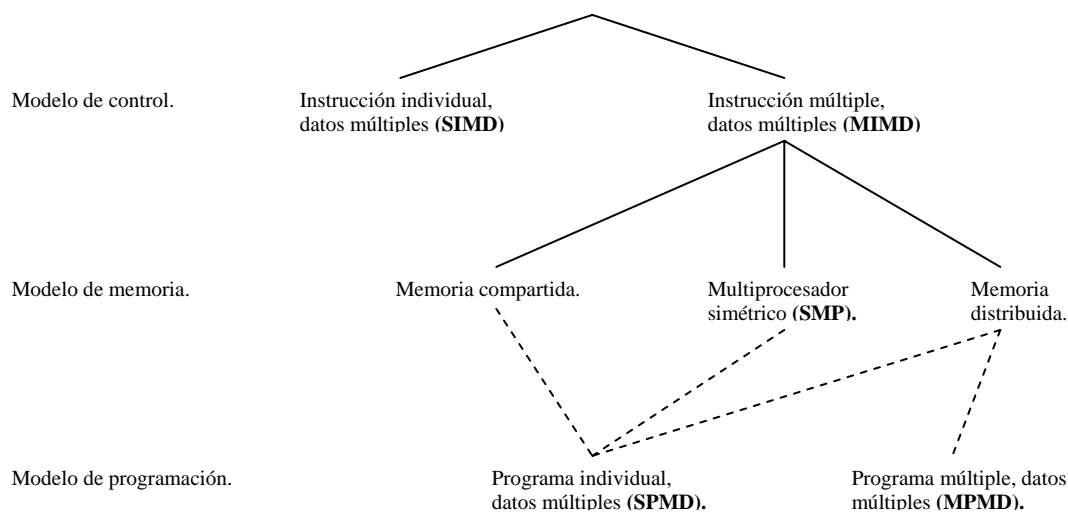 Modelo de control.
Instrucción individual,
datos múltiples (SIMD)
Instrucción múltiple,
datos múltiples (MIMD)
Modelo de memoria.
Memoria compartida.
Multiprocesador
simétrico (SMP).
Memoria
distribuida.
Modelo de programación.
Programa individual,
datos múltiples (SPMD).
Programa múltiple, datos
múltiples (MPMD).